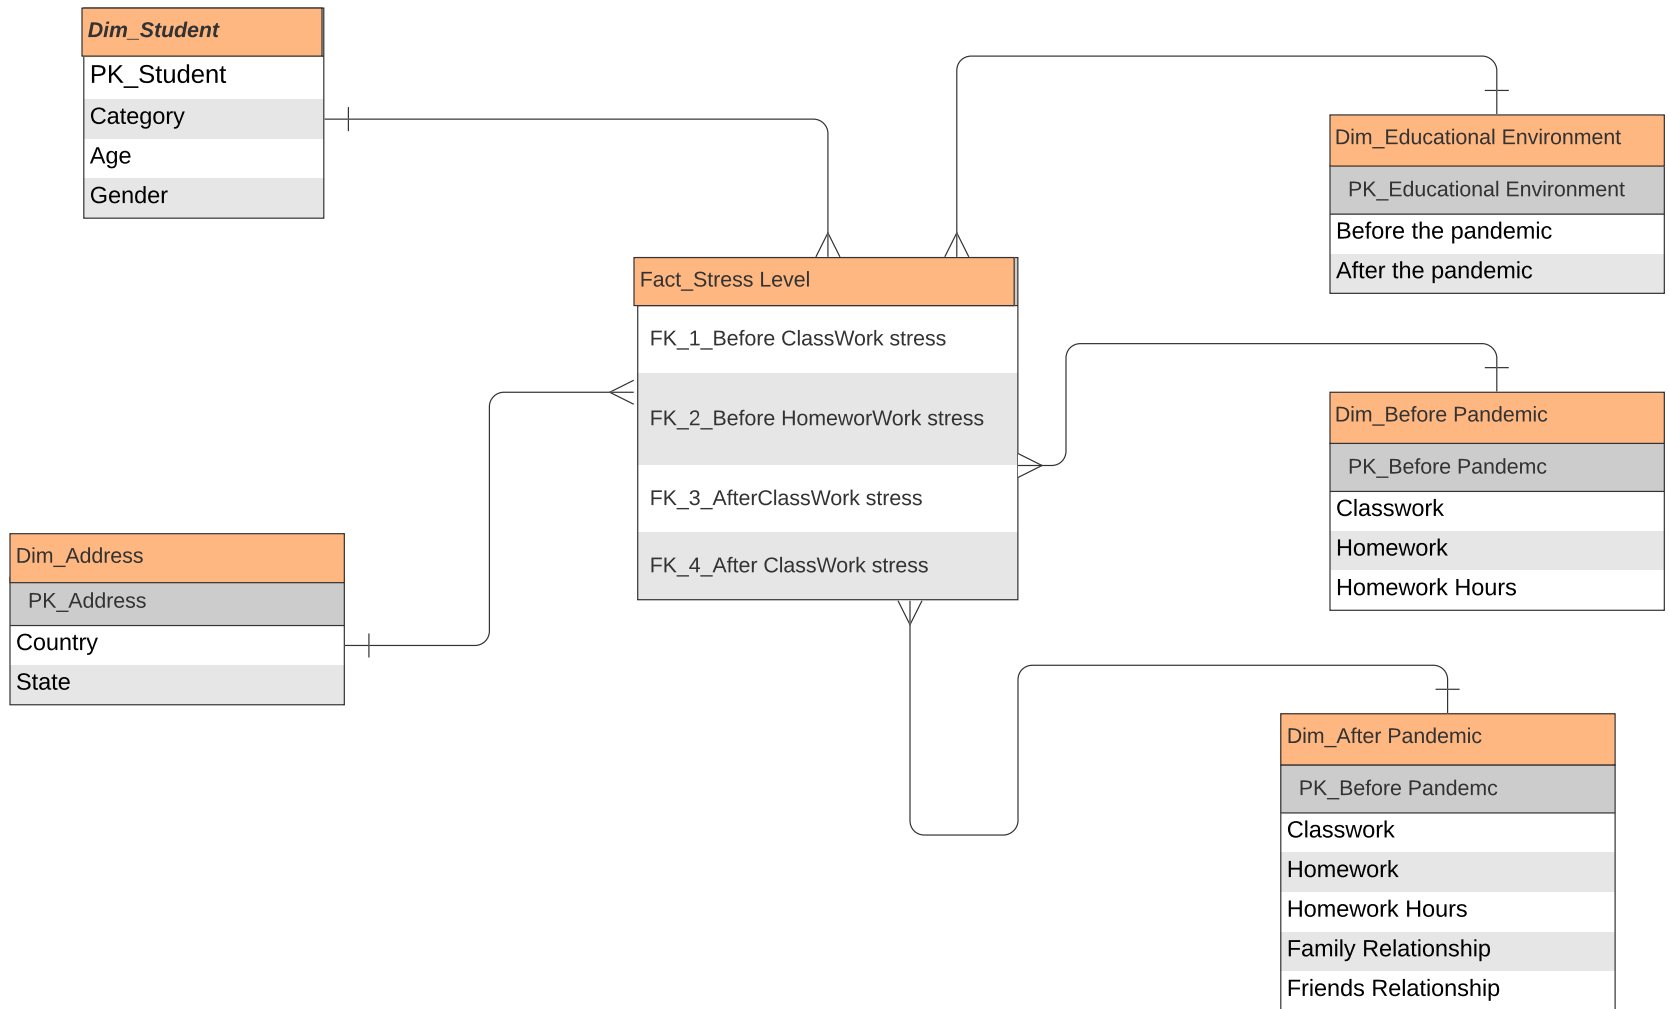 Dim_Student
PK_Student
Category
Age
Gender
Dim_Educational Environment
PK_Educational Environment
Before the pandemic
After the pandemic
Fact_Stress Level
FK_1_Before ClassWork stress
FK_2_Before HomeworWork stress
FK_3_AfterClassWork stress
FK_4_After ClassWork stress
Dim_Before Pandemic
PK_Before Pandemc
Classwork
Homework
Homework Hours
Dim_Address
PK_Address
Country
State
Dim_After Pandemic
PK_Before Pandemc
Classwork
Homework
Homework Hours
Family Relationship
Friends Relationship